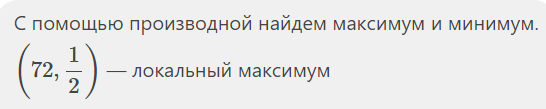 С помощью производной найдем максимум и минимум.
(72, 1/2) — локальный максимум